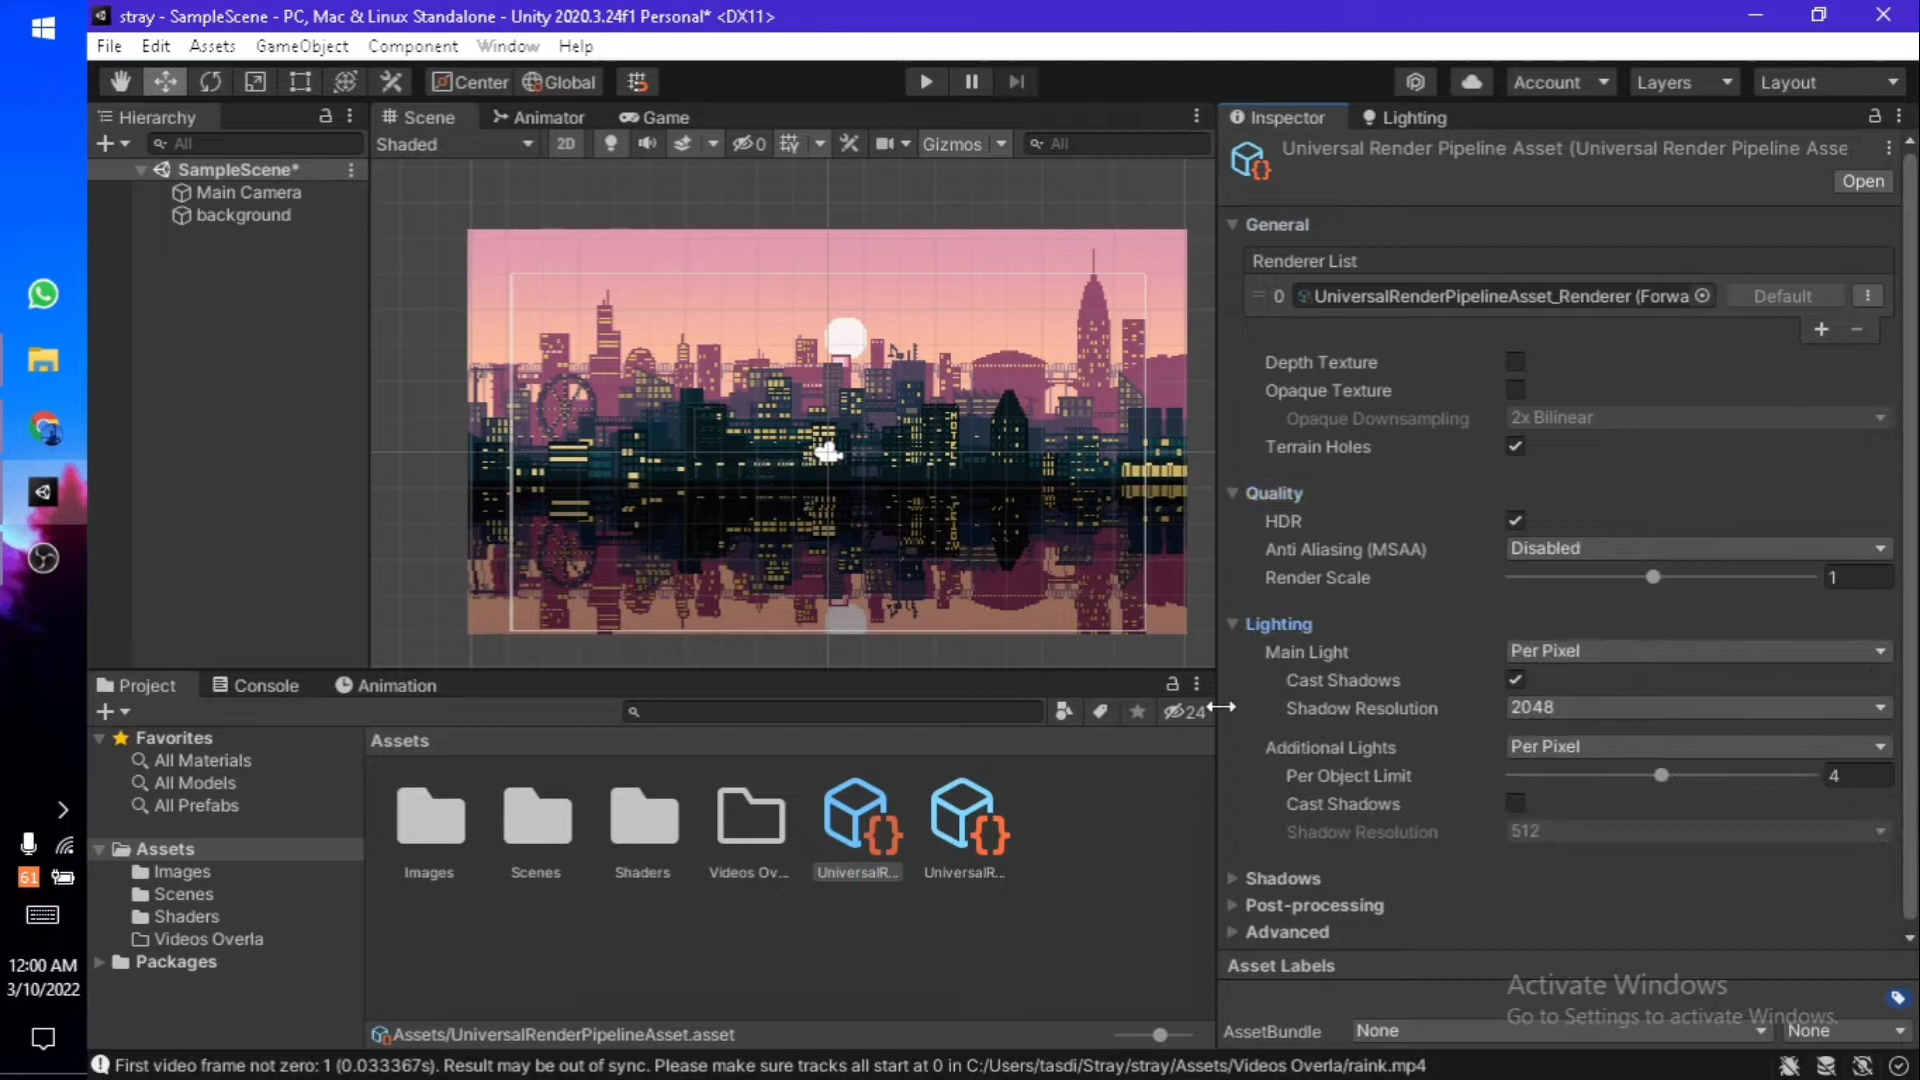 stray - SampleScene - PC, Mac & Linux Standalone - Unity 2020.3.24f1 Personal* <DX11>
File Edit Assets GameObject Component Window Help
Center Global Account Layers Layout
Hierarchy
All
SampleScene*
Main Camera
background
Scene Animator Game
Shaded 2D 0 Gizmos All
Inspector Lighting
Universal Render Pipeline Asset (Universal Render Pipeline Asse
Open
General
Renderer List
0 UniversalRenderPipelineAsset_Renderer (Forwa Default
Depth Texture
Opaque Texture
Opaque Downsampling 2x Bilinear
Terrain Holes
Quality
HDR
Anti Aliasing (MSAA) Disabled
Render Scale 1
Lighting
Main Light Per Pixel
Cast Shadows
Shadow Resolution 2048
Additional Lights Per Pixel
Per Object Limit 4
Cast Shadows
Shadow Resolution 512
Shadows
Post-processing
Advanced
Asset Labels
AssetBundle None None
Activate Windows
Go to Settings to activate Windows.
HOTEL
Project Console Animation
24
Favorites
All Materials
All Models
All Prefabs
Assets
Images
Scenes
Shaders
Videos Overla
Packages
Assets
Images Scenes Shaders Videos Ov... UniversalR... UniversalR...
Assets/UniversalRenderPipelineAsset.asset
First video frame not zero: 1 (0.033367s). Result may be out of sync. Please make sure tracks all start at 0 in C:/Users/tasdi/Stray/stray/Assets/Videos Overla/raink.mp4
61
12:00 AM
3/10/2022